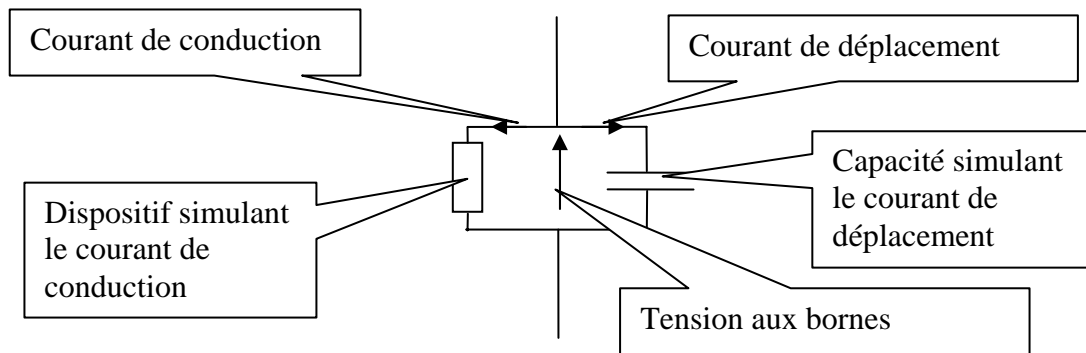 Courant de conduction
Courant de déplacement
Dispositif simulant
le courant de
conduction
Capacité simulant
le courant de
déplacement
Tension aux bornes